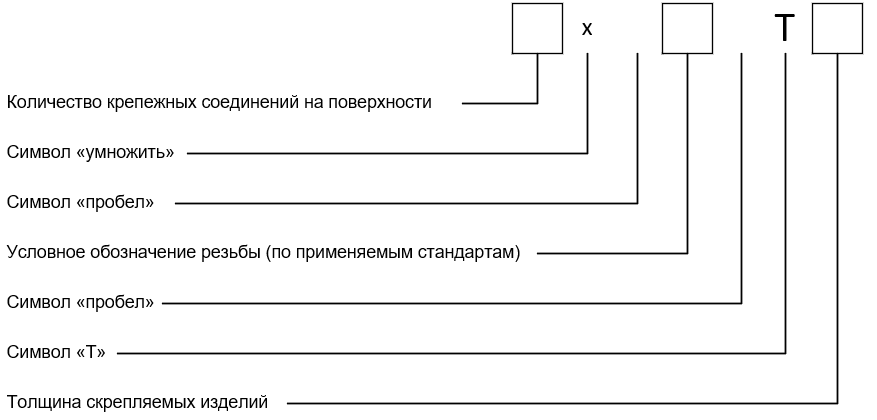 х Т
Количество крепежных соединений на поверхности
Символ «умножить»
Символ «пробел»
Условное обозначение резьбы (по применяемым стандартам)
Символ «пробел»
Символ «Т»
Толщина скрепляемых изделий